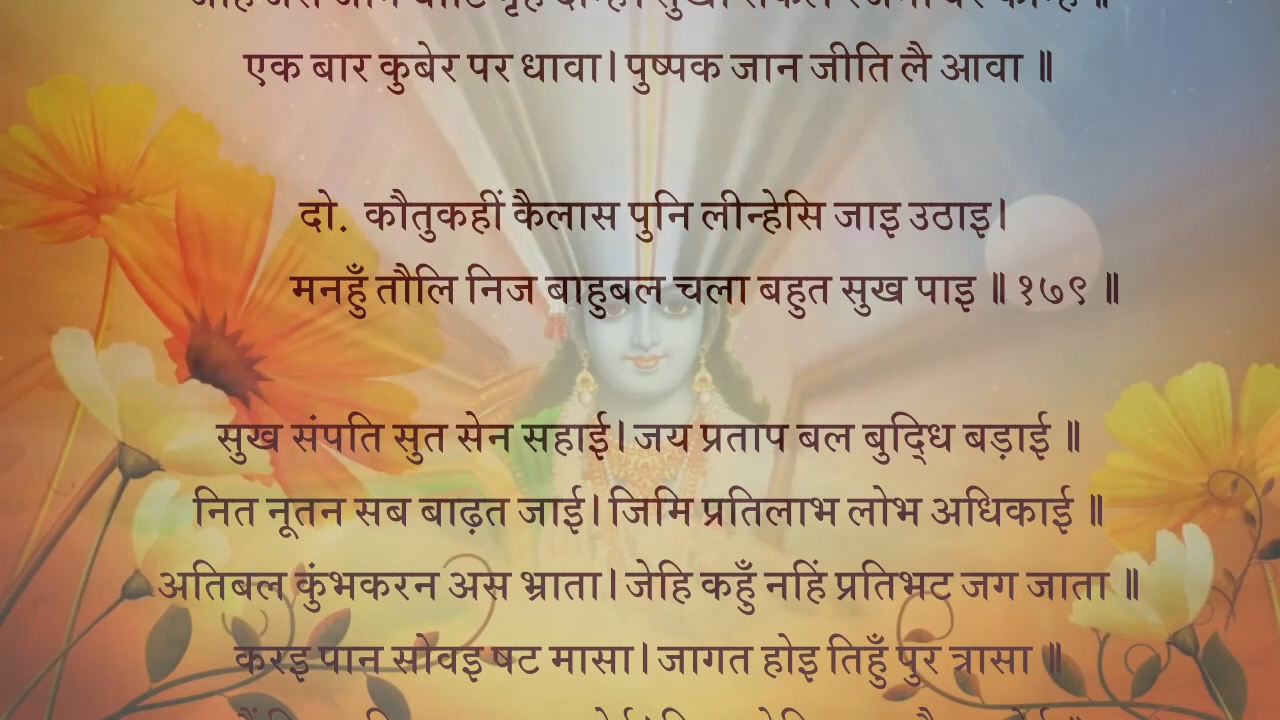 एक बार कुबेर पर धावा। पुष्पक जान जीति लै आवा ॥
दो. कौतुकहीं कैलास पुनि लीन्हेसि जाइ उठाइ।
मनहुँ तौलि निज बाहुबल चला बहुत सुख पाइ ॥ १७९ ॥
सुख संपति सुत सेन सहाई। जय प्रताप बल बुद्धि बड़ाई ॥
नित नूतन सब बाढ़त जाई। जिमि प्रतिलाभ लोभ अधिकाई ॥
अतिबल कुंभकरन अस भ्राता। जेहि कहुँ नहिं प्रतिभट जग जाता ॥
करइ पान सोवइ षट मासा। जागत होइ तिहुँ पुर त्रासा ॥